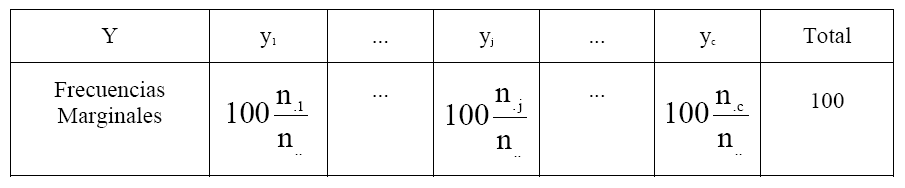 Y y₁ ... yⱼ ... y꜀ Total
Frecuencias Marginales 100 n.₁/n.. ... 100 n.ⱼ/n.. ... 100 n.꜀/n.. 100